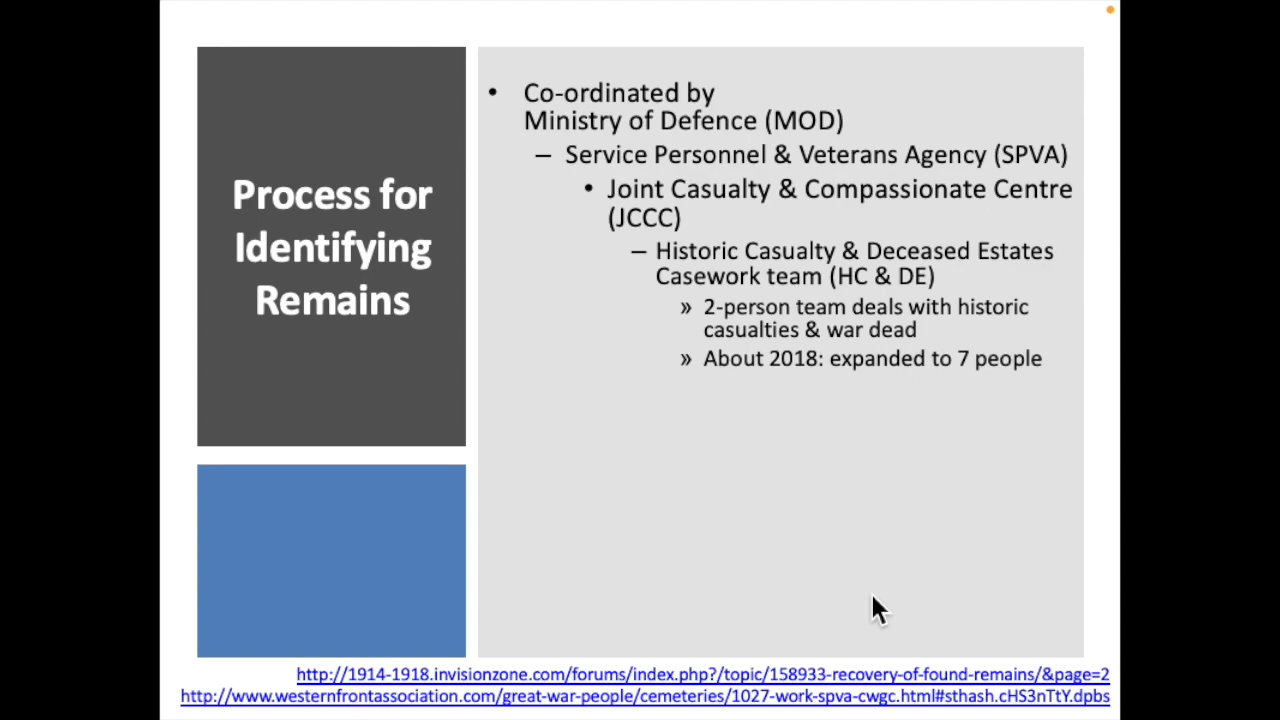 Process for
Identifying
Remains
• Co-ordinated by
Ministry of Defence (MOD)
– Service Personnel & Veterans Agency (SPVA)
• Joint Casualty & Compassionate Centre
(JCCC)
– Historic Casualty & Deceased Estates
Casework team (HC & DE)
» 2-person team deals with historic
casualties & war dead
» About 2018: expanded to 7 people
http://1914-1918.invisionzone.com/forums/index.php?/topic/158933-recovery-of-found-remains/&page=2
http://www.westernfrontassociation.com/great-war-people/cemeteries/1027-work-spva-cwgc.html#sthash.cHS3nTtY.dpbs